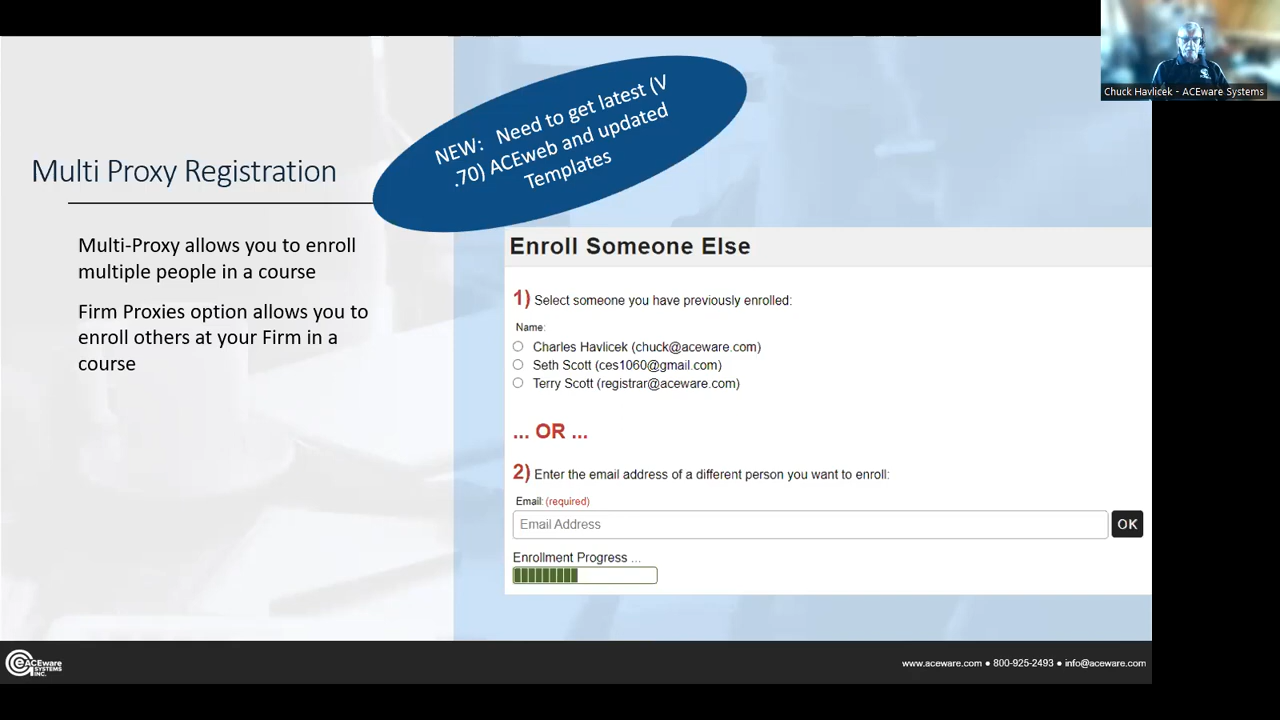 Chuck Havlicek - ACEware Systems
NEW: Need to get latest (V
.70) ACEweb and updated
Templates
Multi Proxy Registration
Multi-Proxy allows you to enroll
multiple people in a course
Firm Proxies option allows you to
enroll others at your Firm in a
course
Enroll Someone Else
1) Select someone you have previously enrolled:
Name:
Charles Havlicek (chuck@aceware.com)
Seth Scott (ces1060@gmail.com)
Terry Scott (registrar@aceware.com)
... OR ...
2) Enter the email address of a different person you want to enroll:
Email: (required)
Email Address
OK
Enrollment Progress ...
ACEware
SYSTEMS
INC.
www.aceware.com ● 800-925-2493 ● info@aceware.com